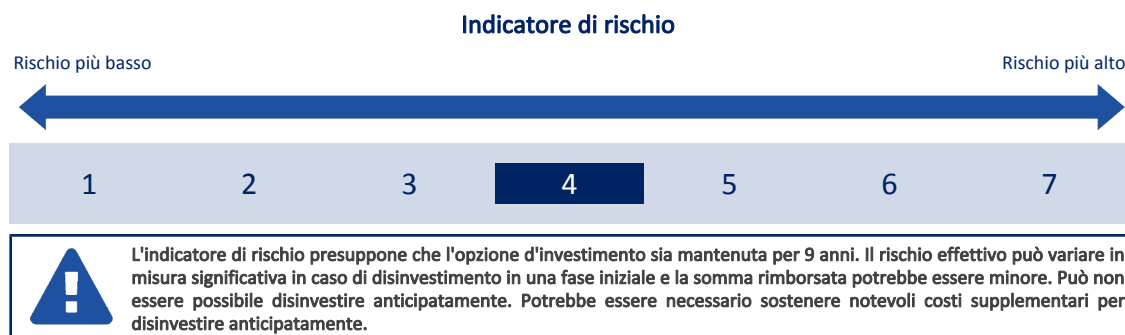 Indicatore di rischio
Rischio più basso
Rischio più alto
1 2 3 4 5 6 7
L'indicatore di rischio presuppone che l'opzione d'investimento sia mantenuta per 9 anni. Il rischio effettivo può variare in
misura significativa in caso di disinvestimento in una fase iniziale e la somma rimborsata potrebbe essere minore. Può non
essere possibile disinvestire anticipatamente. Potrebbe essere necessario sostenere notevoli costi supplementari per
disinvestire anticipatamente.